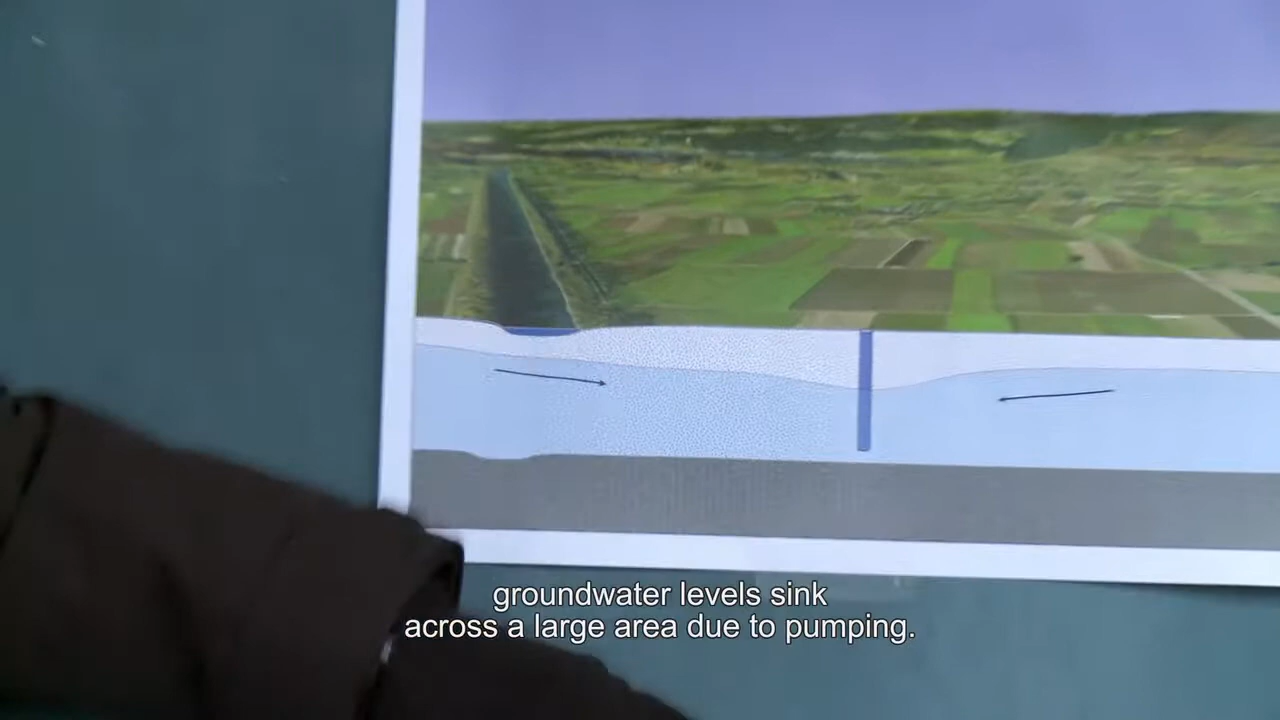 groundwater levels sink
across a large area due to pumping.